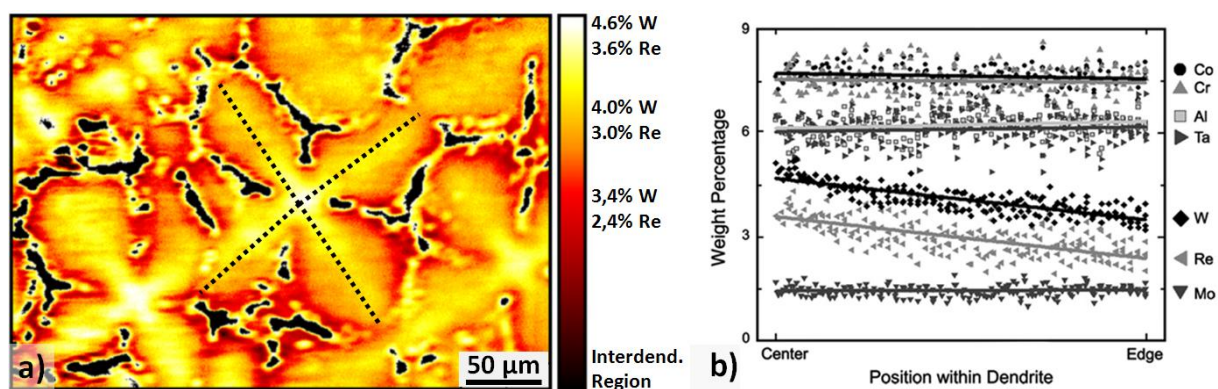 4.6% W
3.6% Re
4.0% W
3.0% Re
3,4% W
2,4% Re
Interdend.
Region
a)
50 µm
9
6
3
0
Weight Percentage
Center
Edge
Position within Dendrite
Co
Cr
Al
Ta
W
Re
Mo
b)